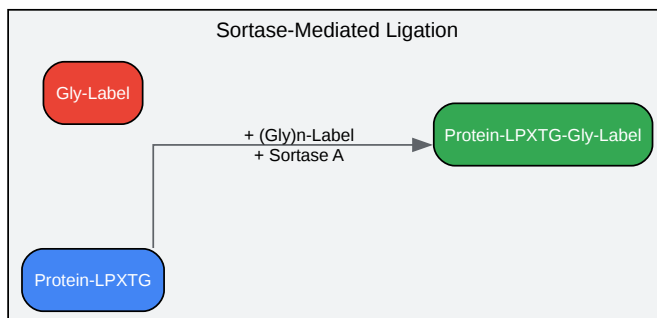 Sortase-Mediated Ligation
Gly-Label
+ (Gly)n-Label
+ Sortase A
Protein-LPXTG-Gly-Label
Protein-LPXTG